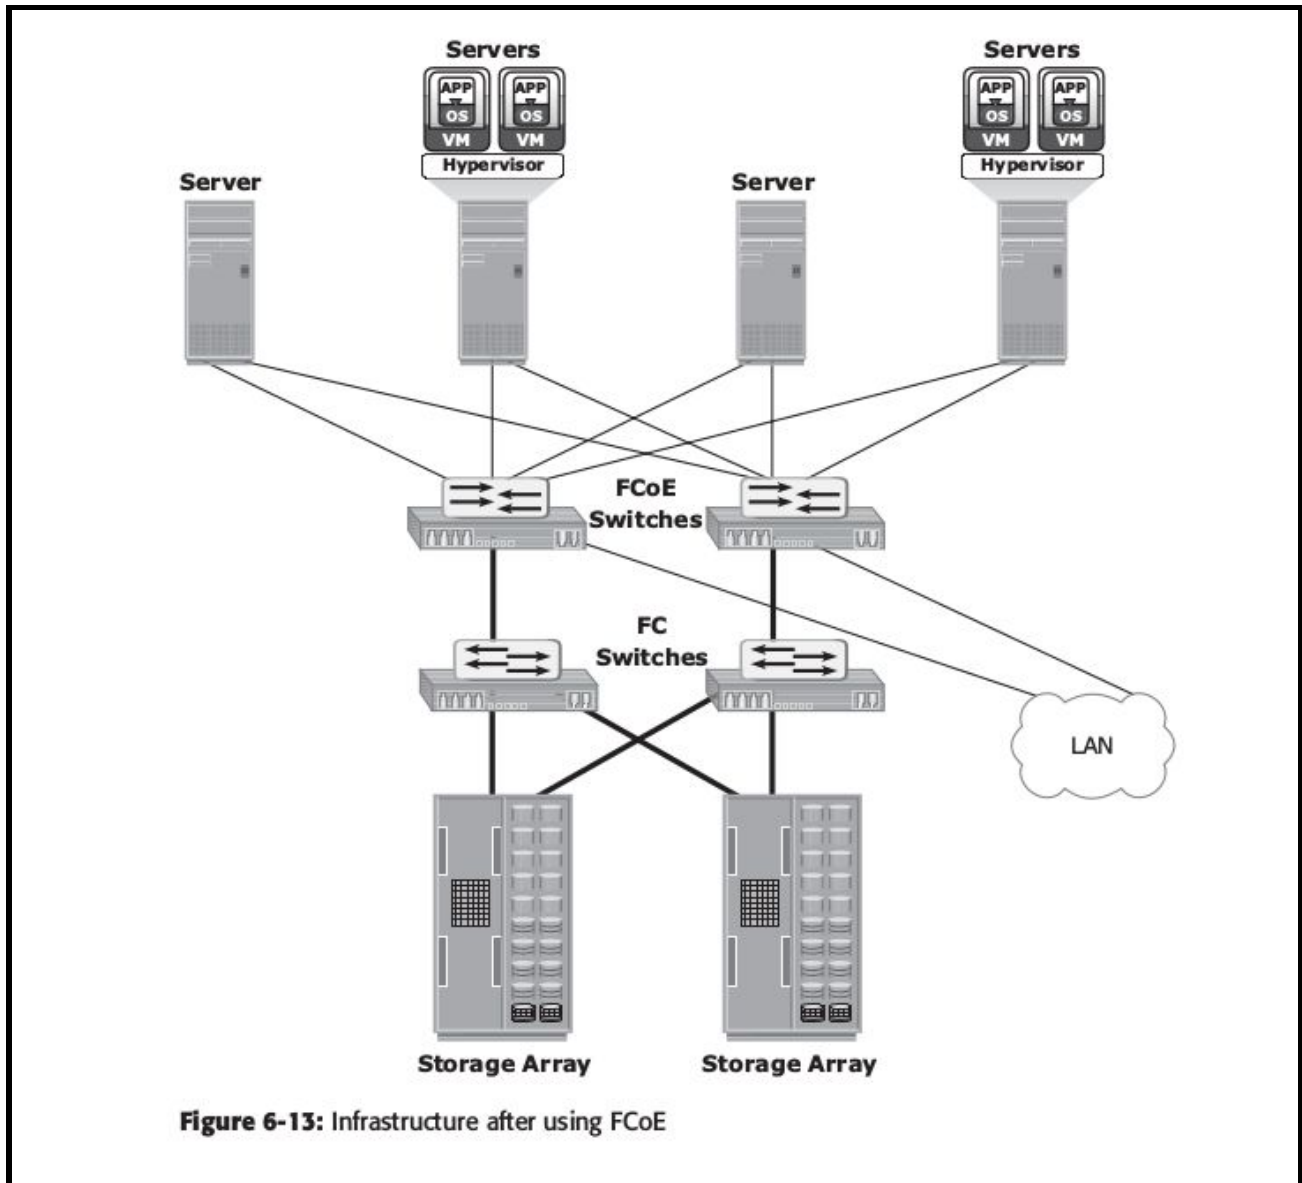 Servers
Servers
APP
APP
APP
APP
OS
OS
OS
OS
VM
VM
VM
VM
Hypervisor
Hypervisor
Server
Server
FCoE
Switches
FC
Switches
LAN
Storage Array
Storage Array
Figure 6-13: Infrastructure after using FCoE